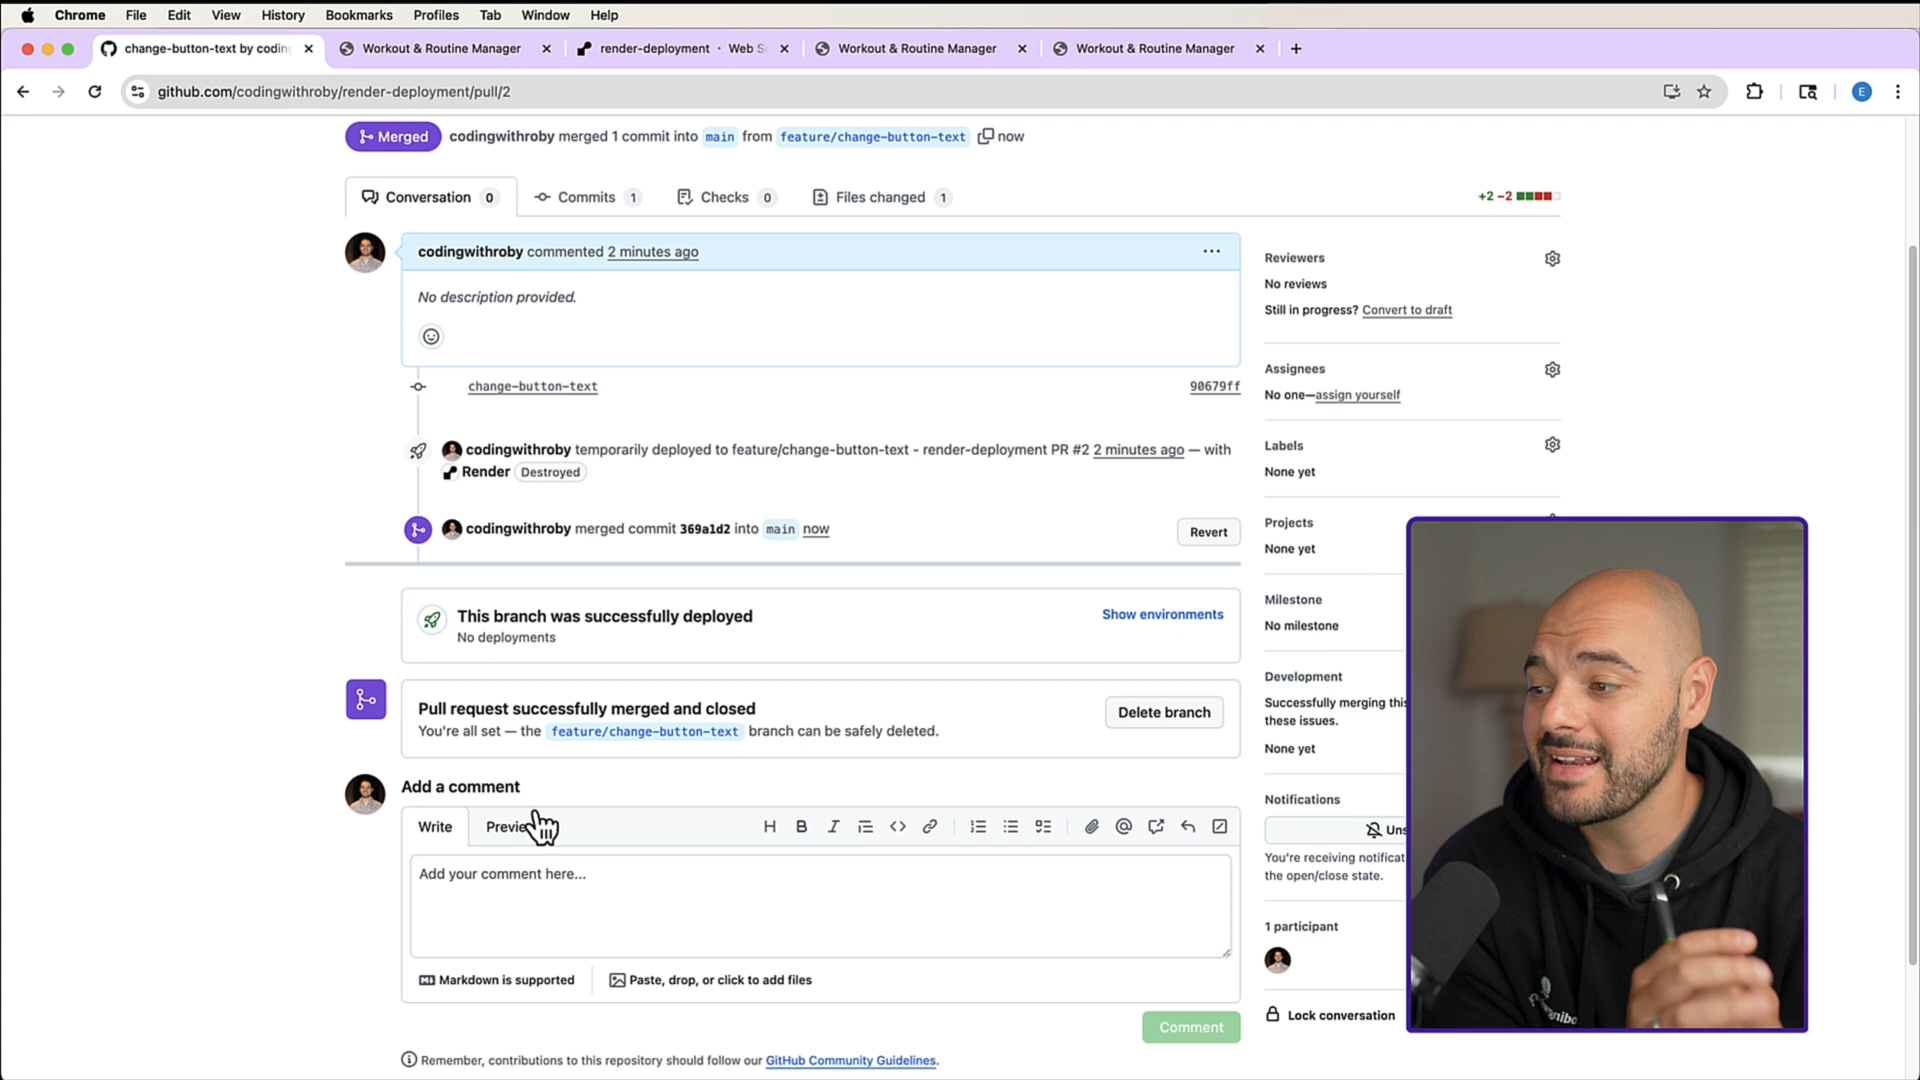 Chrome File Edit View History Bookmarks Profiles Tab Window Help
change-button-text by coding
Workout & Routine Manager
render-deployment · Web S
Workout & Routine Manager
Workout & Routine Manager
github.com/codingwithroby/render-deployment/pull/2
E
Merged codingwithroby merged 1 commit into main from feature/change-button-text now
Conversation 0 Commits 1 Checks 0 Files changed 1
+2 −2
codingwithroby commented 2 minutes ago
No description provided.
change-button-text 90679ff
codingwithroby temporarily deployed to feature/change-button-text - render-deployment PR #2 2 minutes ago — with
Render Destroyed
codingwithroby merged commit 369a1d2 into main now
Revert
This branch was successfully deployed
No deployments
Show environments
Pull request successfully merged and closed
You're all set — the feature/change-button-text branch can be safely deleted.
Delete branch
Add a comment
Write Preview
Add your comment here...
Markdown is supported
Paste, drop, or click to add files
Comment
Remember, contributions to this repository should follow our GitHub Community Guidelines.
Reviewers
No reviews
Still in progress? Convert to draft
Assignees
No one—assign yourself
Labels
None yet
Projects
None yet
Milestone
No milestone
Development
Successfully merging this
these issues.
None yet
Notifications
Uns
You're receiving notificat
the open/close state.
1 participant
Lock conversation